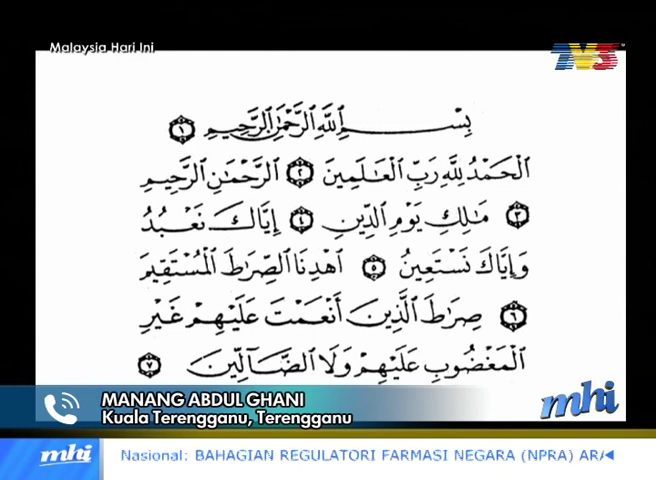 Malaysia Hari Ini
TV3
بِسْمِ اللَّهِ الرَّحْمَٰنِ الرَّحِيمِ ١
الْحَمْدُ لِلَّهِ رَبِّ الْعَالَمِينَ ٢ الرَّحْمَٰنِ الرَّحِيمِ
٣ مَالِكِ يَوْمِ الدِّينِ ٤ إِيَّاكَ نَعْبُدُ
وَإِيَّاكَ نَسْتَعِينُ ٥ اهْدِنَا الصِّرَاطَ الْمُسْتَقِيمَ
٦ صِرَاطَ الَّذِينَ أَنْعَمْتَ عَلَيْهِمْ غَيْرِ
الْمَغْضُوبِ عَلَيْهِمْ وَلَا الضَّالِّينَ ٧
MANANG ABDUL GHANI
Kuala Terengganu, Terengganu
mhi
mhi
Nasional: BAHAGIAN REGULATORI FARMASI NEGARA (NPRA) ARA